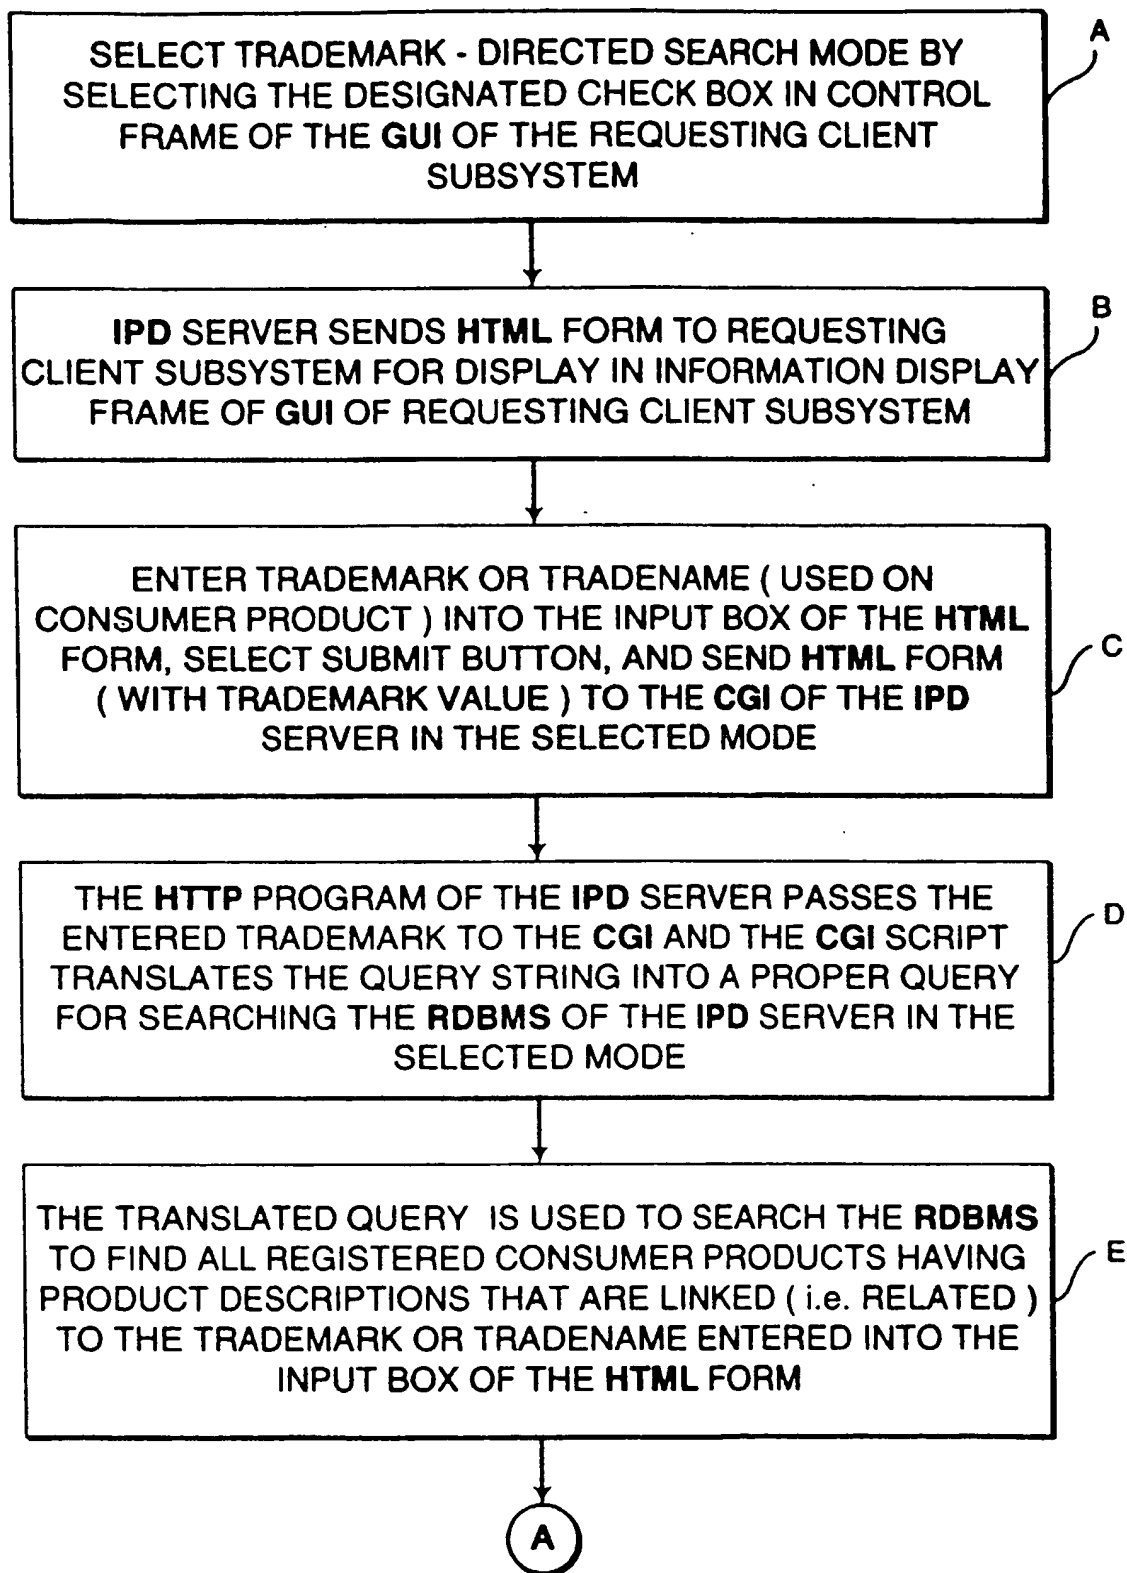 SELECT TRADEMARK - DIRECTED SEARCH MODE BY
SELECTING THE DESIGNATED CHECK BOX IN CONTROL
FRAME OF THE GUI OF THE REQUESTING CLIENT
SUBSYSTEM
A
IPD SERVER SENDS HTML FORM TO REQUESTING
CLIENT SUBSYSTEM FOR DISPLAY IN INFORMATION DISPLAY
FRAME OF GUI OF REQUESTING CLIENT SUBSYSTEM
B
ENTER TRADEMARK OR TRADENAME ( USED ON
CONSUMER PRODUCT ) INTO THE INPUT BOX OF THE HTML
FORM, SELECT SUBMIT BUTTON, AND SEND HTML FORM
( WITH TRADEMARK VALUE ) TO THE CGI OF THE IPD
SERVER IN THE SELECTED MODE
C
THE HTTP PROGRAM OF THE IPD SERVER PASSES THE
ENTERED TRADEMARK TO THE CGI AND THE CGI SCRIPT
TRANSLATES THE QUERY STRING INTO A PROPER QUERY
FOR SEARCHING THE RDBMS OF THE IPD SERVER IN THE
SELECTED MODE
D
THE TRANSLATED QUERY IS USED TO SEARCH THE RDBMS
TO FIND ALL REGISTERED CONSUMER PRODUCTS HAVING
PRODUCT DESCRIPTIONS THAT ARE LINKED ( i.e. RELATED )
TO THE TRADEMARK OR TRADENAME ENTERED INTO THE
INPUT BOX OF THE HTML FORM
E
A